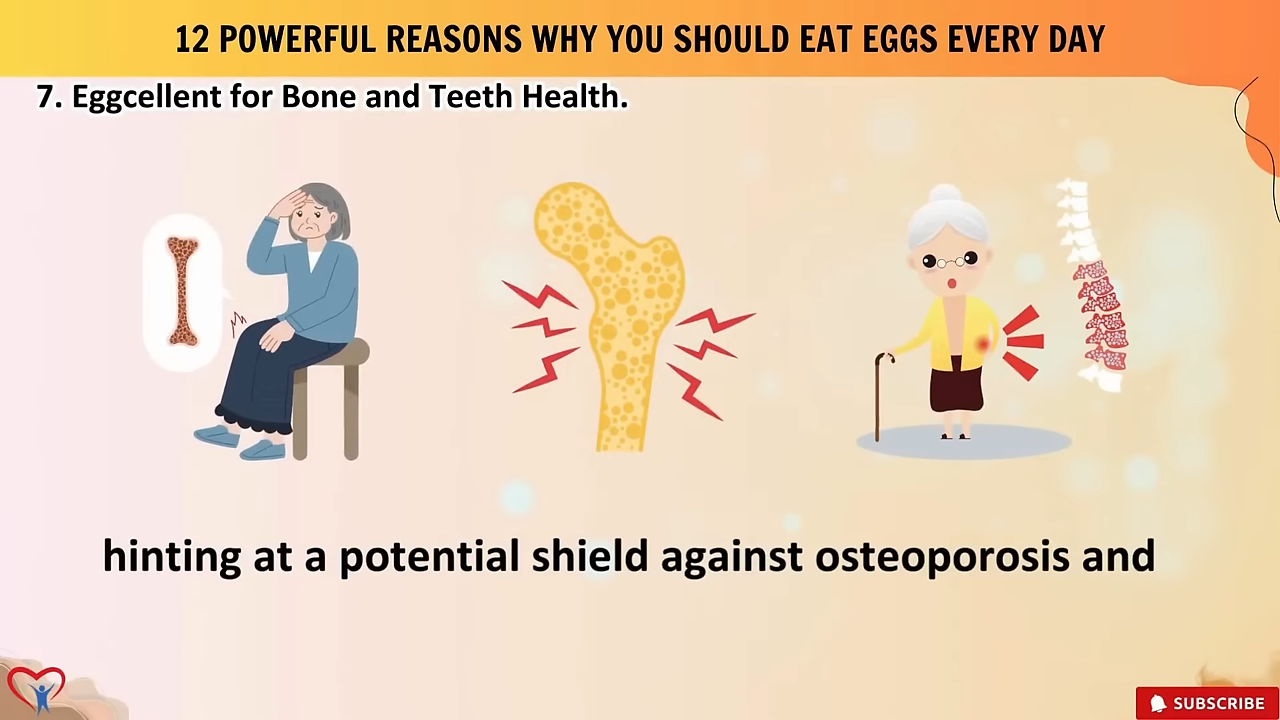 12 POWERFUL REASONS WHY YOU SHOULD EAT EGGS EVERY DAY
7. Eggcellent for Bone and Teeth Health.
hinting at a potential shield against osteoporosis and
SUBSCRIBE